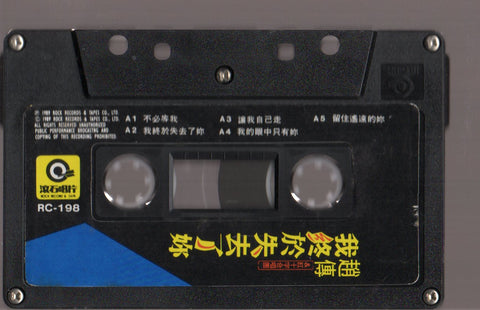 ℗ 1989 ROCK RECORDS & TAPES CO., LTD.
© 1989 ROCK RECORDS & TAPES CO., LTD.
ALL RIGHTS RESERVED UNAUTHORIZED
PUBLIC PERFORMANCE BROADCASTING AND
COPYING OF THIS RECORDING PROHIBITED.
A1 不必等我
A2 我終於失去了妳
A3 讓我自己走
A4 我的眼中只有妳
A5 留住遙遠的妳
滾石唱片
ROCK RECORDS & TAPES
RC-198
趙傳
我終於失去了妳